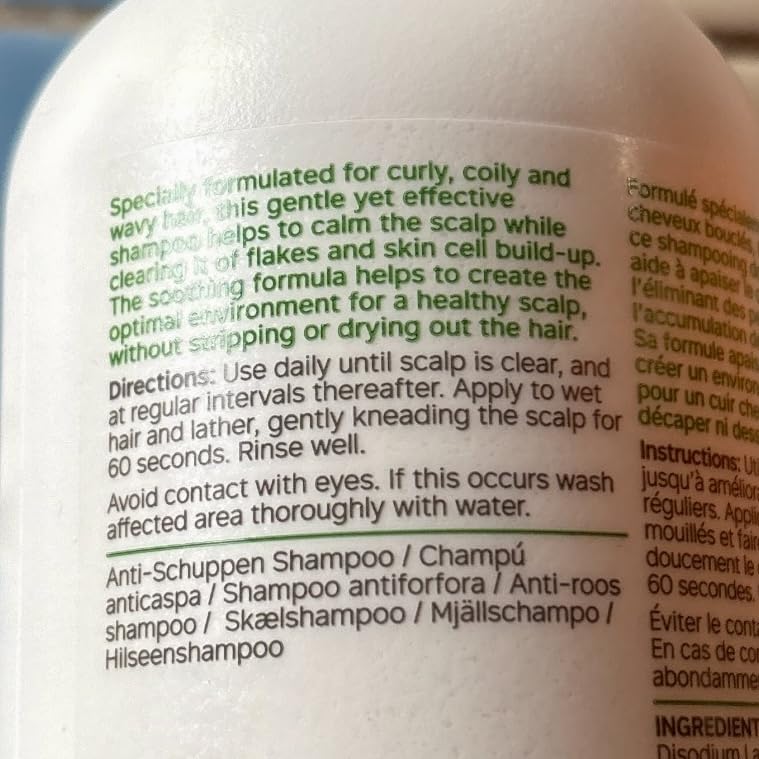 Specially formulated for curly, coily and
wavy hair, this gentle yet effective
shampoo helps to calm the scalp while
clearing it of flakes and skin cell build-up.
The soothing formula helps to create the
optimal environment for a healthy scalp,
without stripping or drying out the hair.
Directions: Use daily until scalp is clear, and
at regular intervals thereafter. Apply to wet
hair and lather, gently kneading the scalp for
60 seconds. Rinse well.
Avoid contact with eyes. If this occurs wash
affected area thoroughly with water.
Anti-Schuppen Shampoo / Champú
anticaspa / Shampoo antiforfora / Anti-roos
shampoo / Skælshampoo / Mjällschampo /
Hilseenshampoo
Formulé
cheveux bouclés,
ce shampooing
aide à apaiser
l'éliminant des
l'accumulation
Sa formule
créer un
pour un cuir
décaper ni
Instructions:
jusqu'à
réguliers.
mouillés et
doucement le
60 secondes.
Éviter le
En cas de
INGREDIENT
Disodium